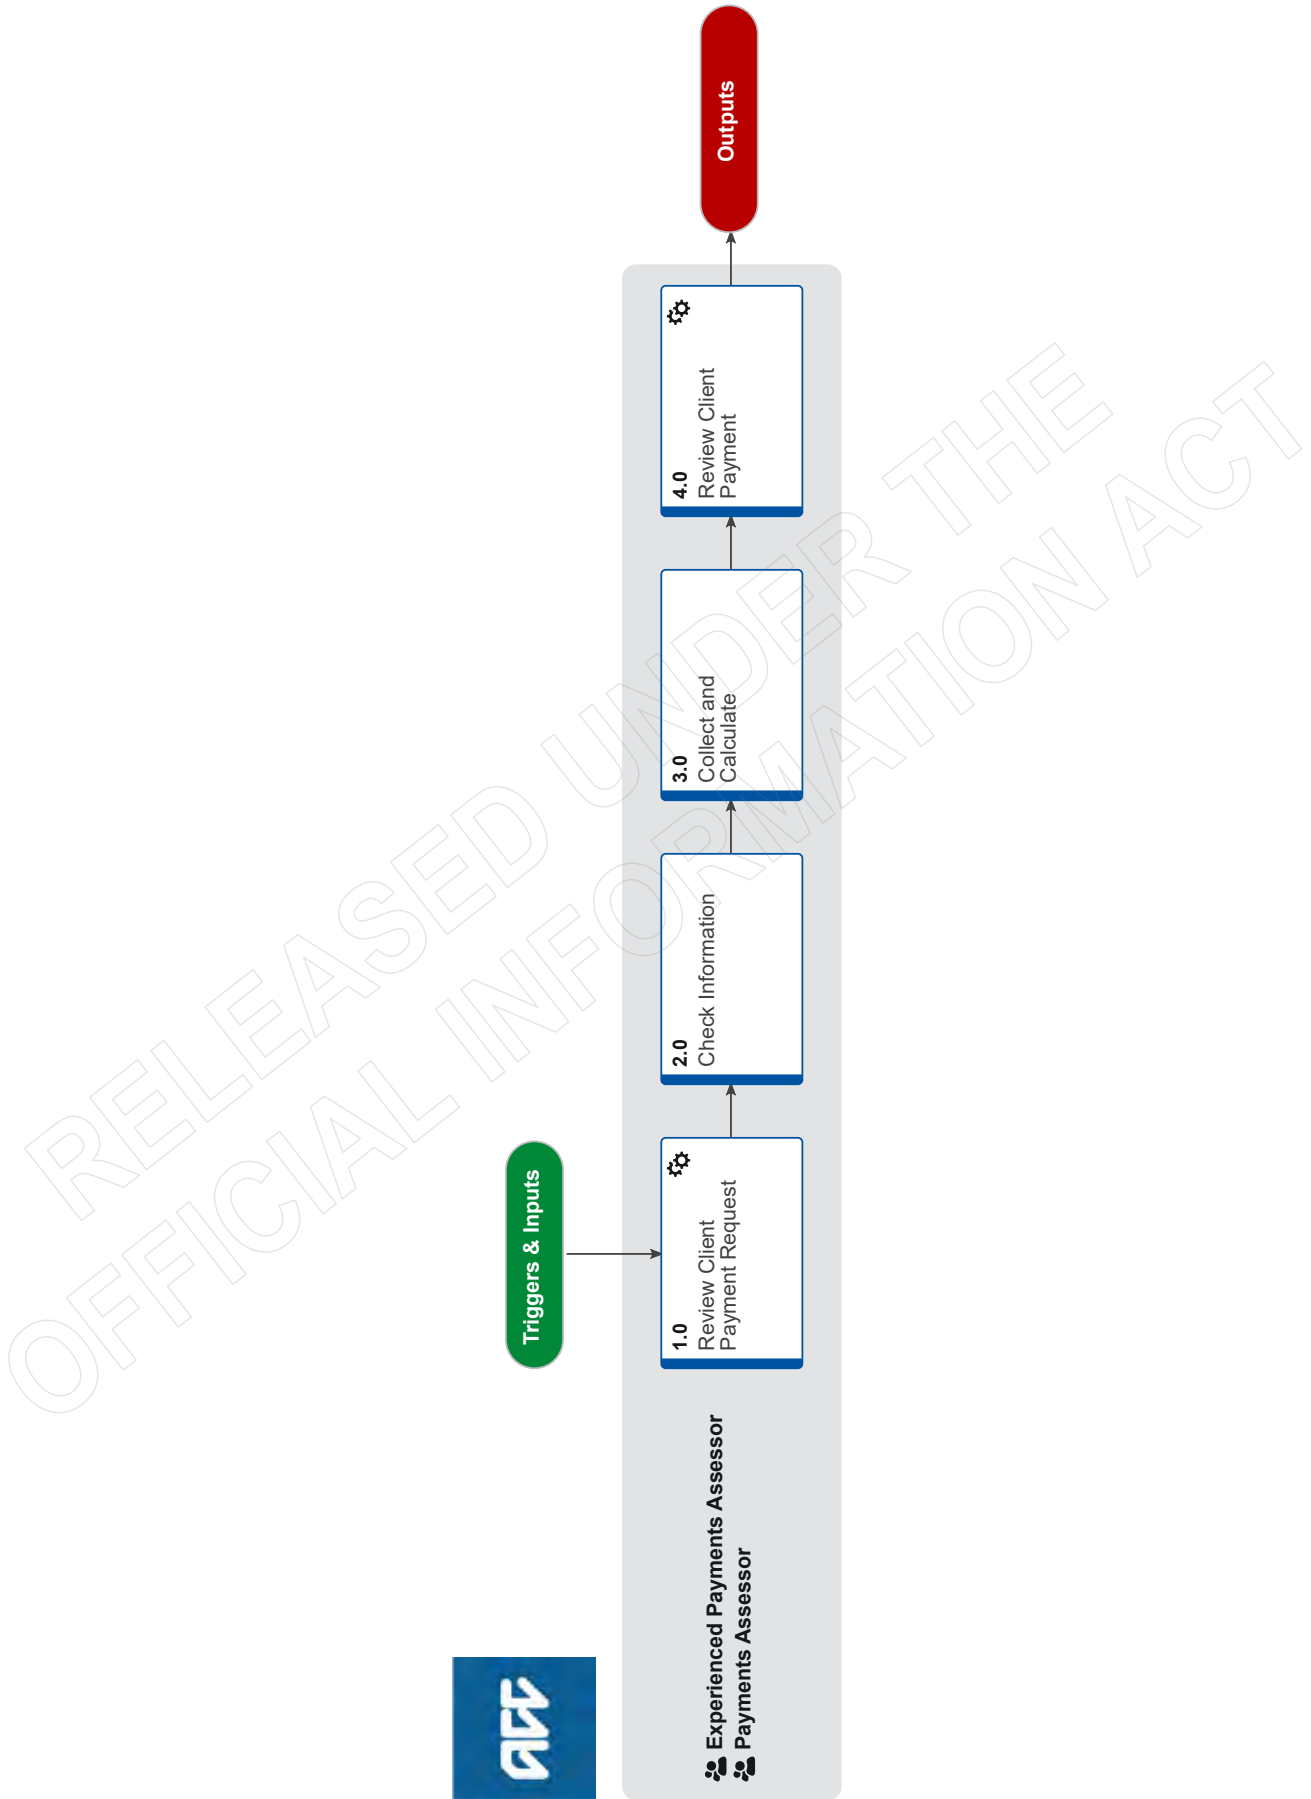 acc
Triggers & Inputs
Experienced Payments Assessor
Payments Assessor
1.0
Review Client
Payment Request
2.0
Check Information
3.0
Collect and
Calculate
4.0
Review Client
Payment
Outputs
RELEASED UNDER THE
OFFICIAL INFORMATION ACT